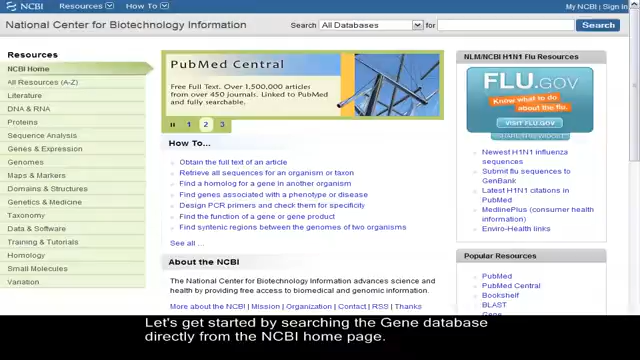 NCBI Resources How To My NCBI Sign in
National Center for Biotechnology Information Search All Databases for Search
Resources
NCBI Home
All Resources (A-Z)
Literature
DNA & RNA
Proteins
Sequence Analysis
Genes & Expression
Genomes
Maps & Markers
Domains & Structures
Genetics & Medicine
Taxonomy
Data & Software
Training & Tutorials
Homology
Small Molecules
Variation
PubMed Central
Free Full Text. Over 1,500,000 articles
from over 450 journals. Linked to PubMed
and fully searchable.
1 2 3
How To...
Obtain the full text of an article
Retrieve all sequences for an organism or taxon
Find a homolog for a gene in another organism
Find genes associated with a phenotype or disease
Design PCR primers and check them for specificity
Find the function of a gene or gene product
Find syntenic regions between the genomes of two organisms
See all ...
About the NCBI
The National Center for Biotechnology Information advances science and
health by providing free access to biomedical and genomic information.
More about the NCBI | Mission | Organization | Contact | RSS | Thanks
NLM/NCBI H1N1 Flu Resources
FLU.GOV
Know what to do
about the flu.
VISIT FLU.GOV
SHARE THIS WIDGET
Newest H1N1 influenza
sequences
Submit flu sequences to
GenBank
Latest H1N1 citations in
PubMed
MedlinePlus (consumer health
information)
Enviro-Health links
Popular Resources
PubMed
PubMed Central
Bookshelf
BLAST
Gene
Let's get started by searching the Gene database
directly from the NCBI home page.